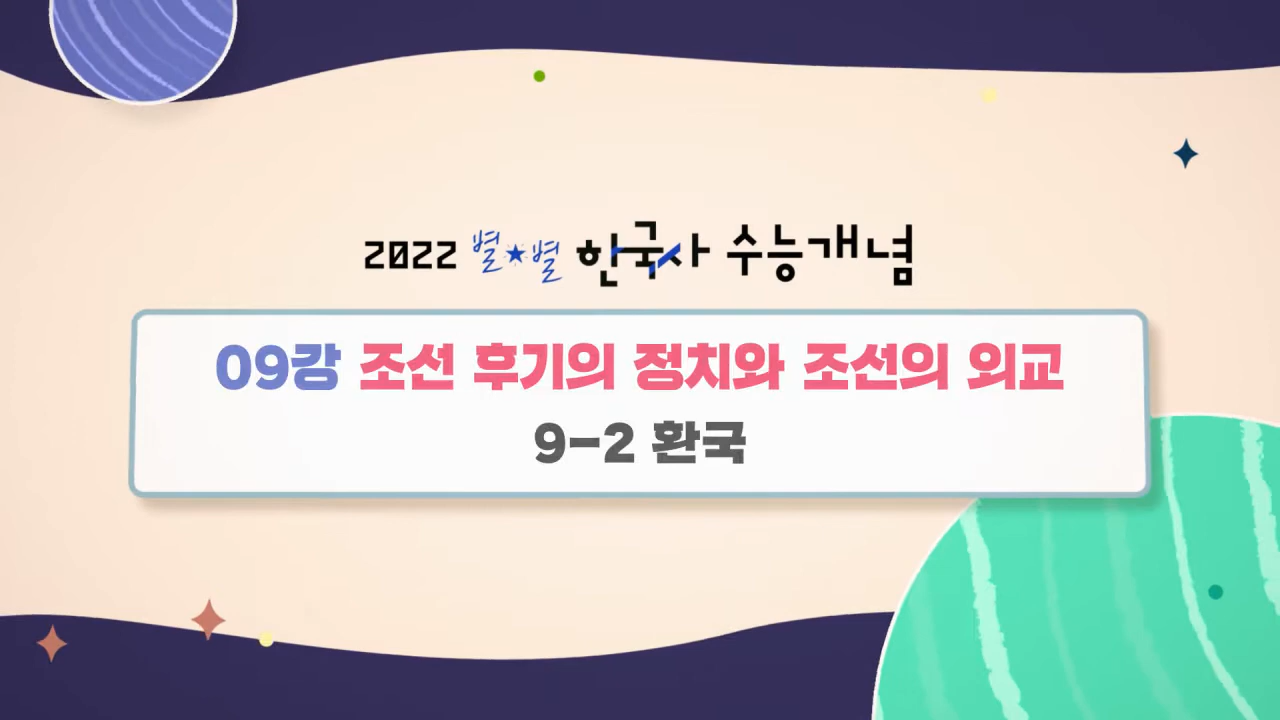 2022 별★별 한국사 수능개념
09강 조선 후기의 정치와 조선의 외교
9-2 환국